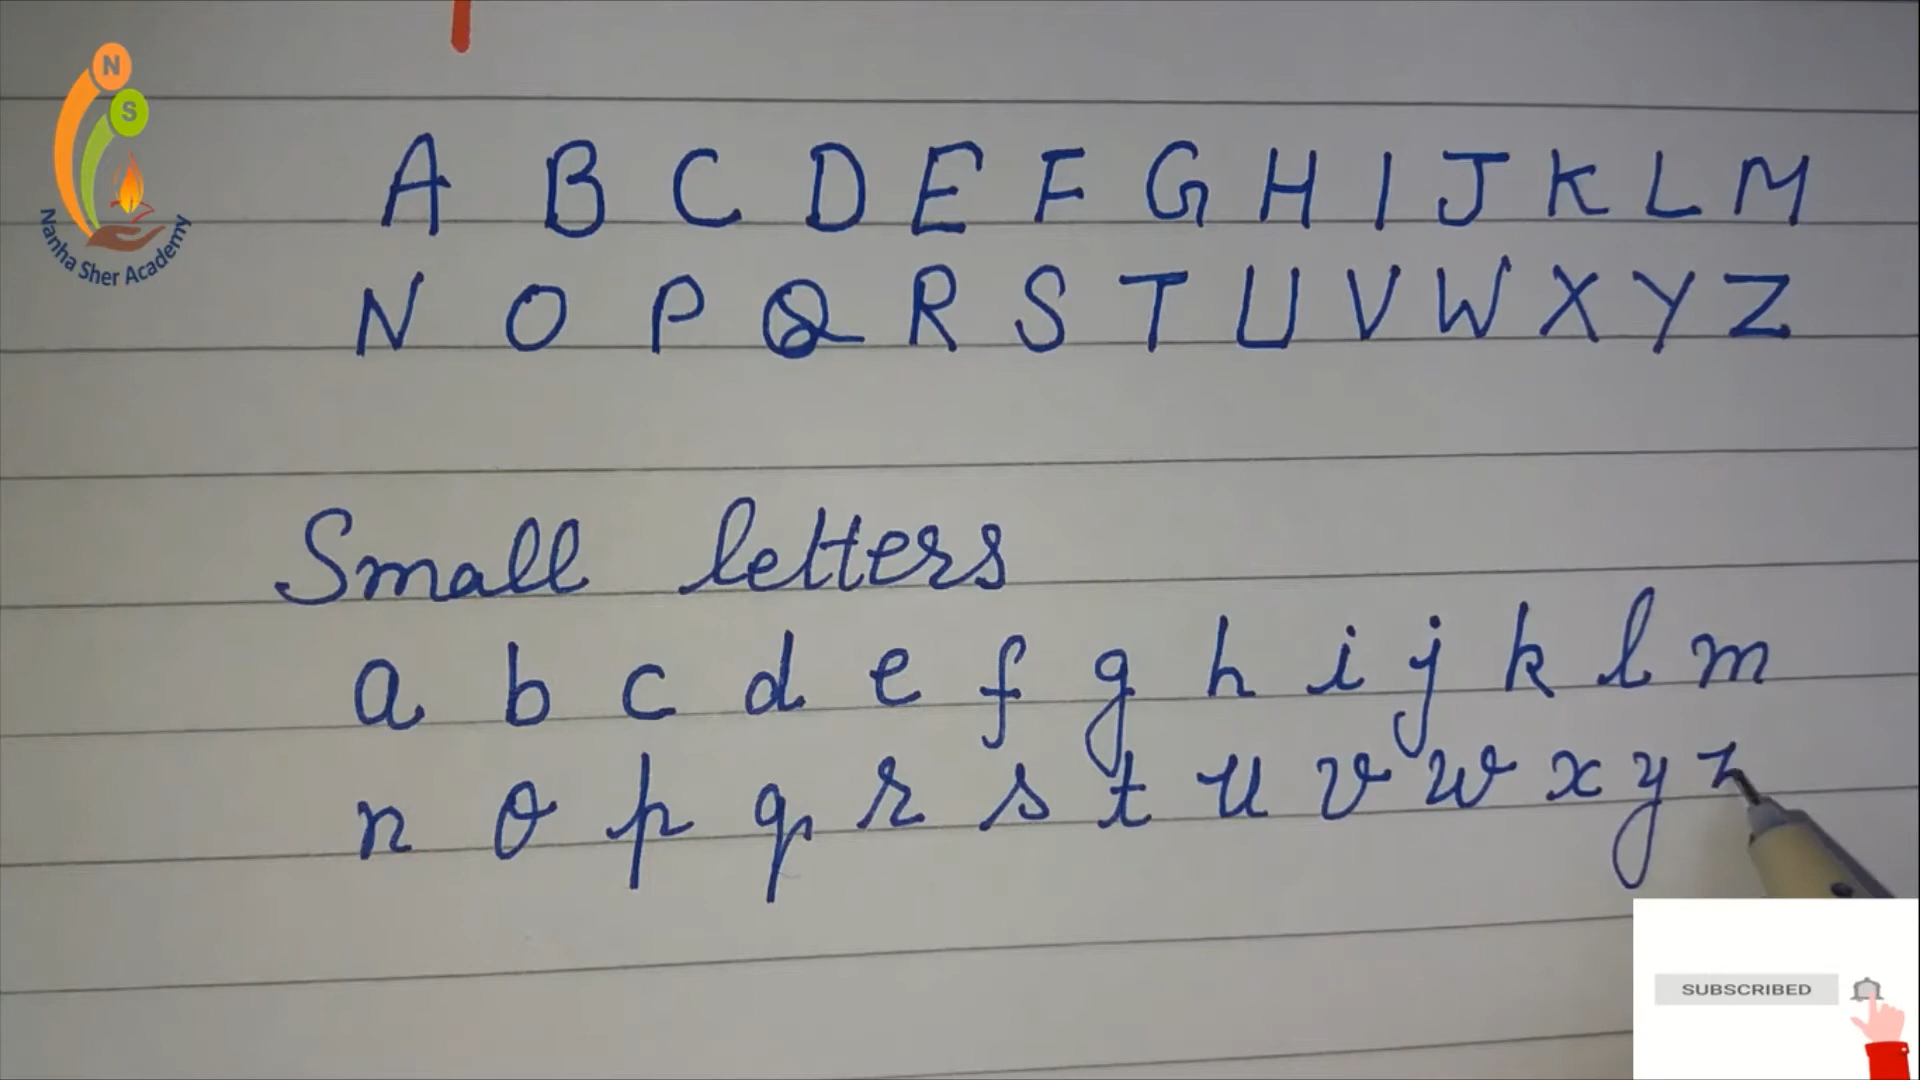 N
S
Nanha Sher Academy
A B C D E F G H I J K L M
N O P Q R S T U V W X Y Z
Small letters
a b c d e f g h i j k l m
n o p q r s t u v w x y z
SUBSCRIBED